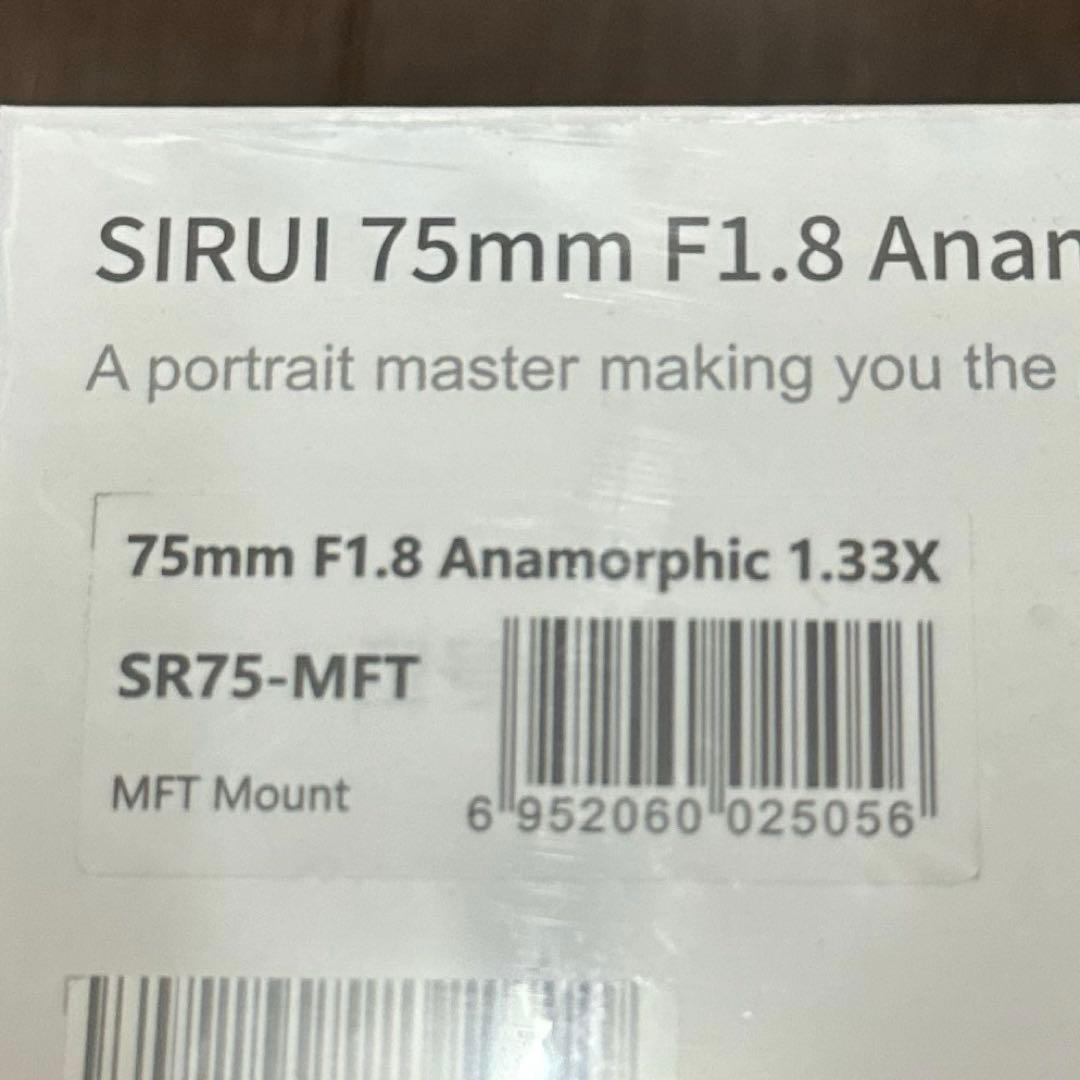 SIRUI 75mm F1.8 Anam
A portrait master making you the
75mm F1.8 Anamorphic 1.33X
SR75-MFT
MFT Mount
6 952060 025056